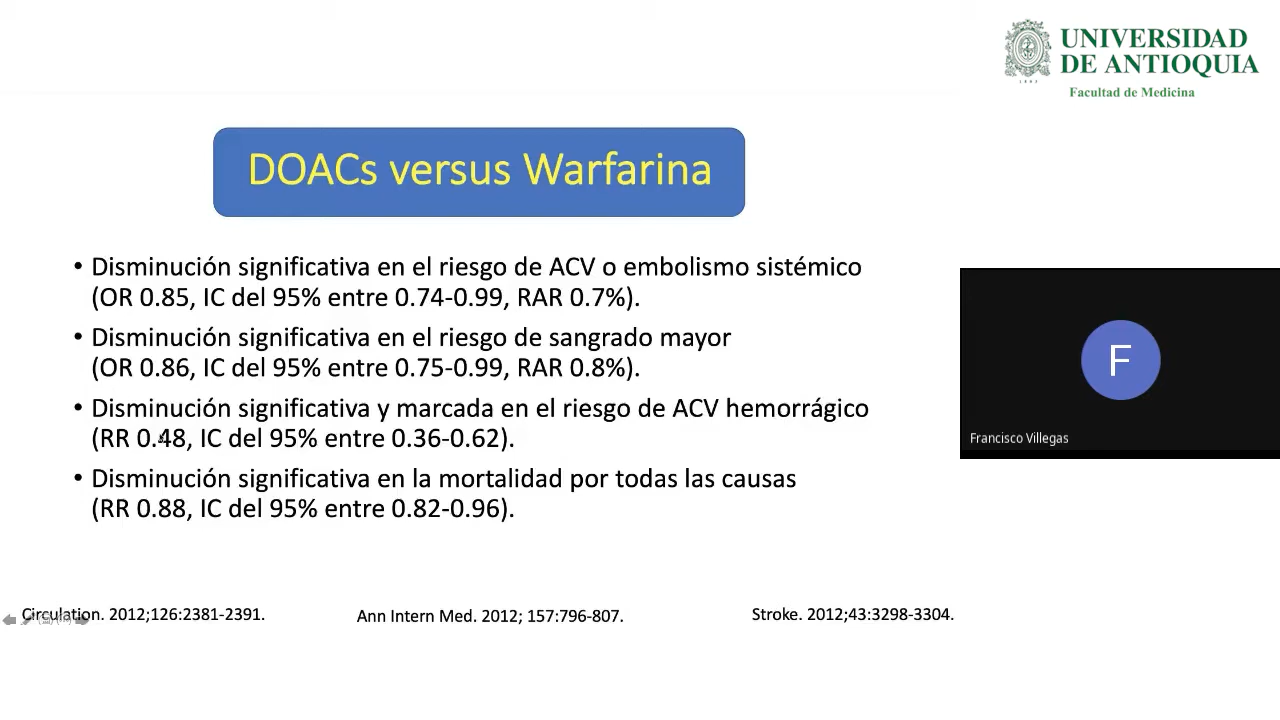 UNIVERSIDAD
DE ANTIOQUIA
Facultad de Medicina
DOACs versus Warfarina
• Disminución significativa en el riesgo de ACV o embolismo sistémico
(OR 0.85, IC del 95% entre 0.74-0.99, RAR 0.7%).
• Disminución significativa en el riesgo de sangrado mayor
(OR 0.86, IC del 95% entre 0.75-0.99, RAR 0.8%).
• Disminución significativa y marcada en el riesgo de ACV hemorrágico
(RR 0.48, IC del 95% entre 0.36-0.62).
• Disminución significativa en la mortalidad por todas las causas
(RR 0.88, IC del 95% entre 0.82-0.96).
F
Francisco Villegas
Circulation. 2012;126:2381-2391.
Ann Intern Med. 2012; 157:796-807.
Stroke. 2012;43:3298-3304.